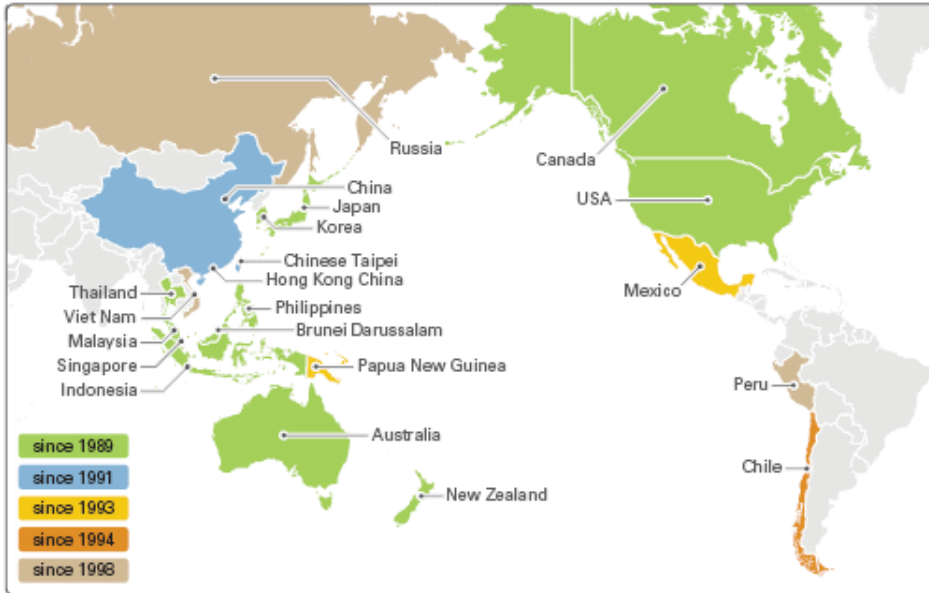 Russia
Canada
China
USA
Japan
Korea
Chinese Taipei
Hong Kong China
Mexico
Thailand
Philippines
Viet Nam
Brunei Darussalam
Malaysia
Singapore
Papua New Guinea
Indonesia
Peru
Australia
since 1989
Chile
since 1991
New Zealand
since 1993
since 1994
since 1998